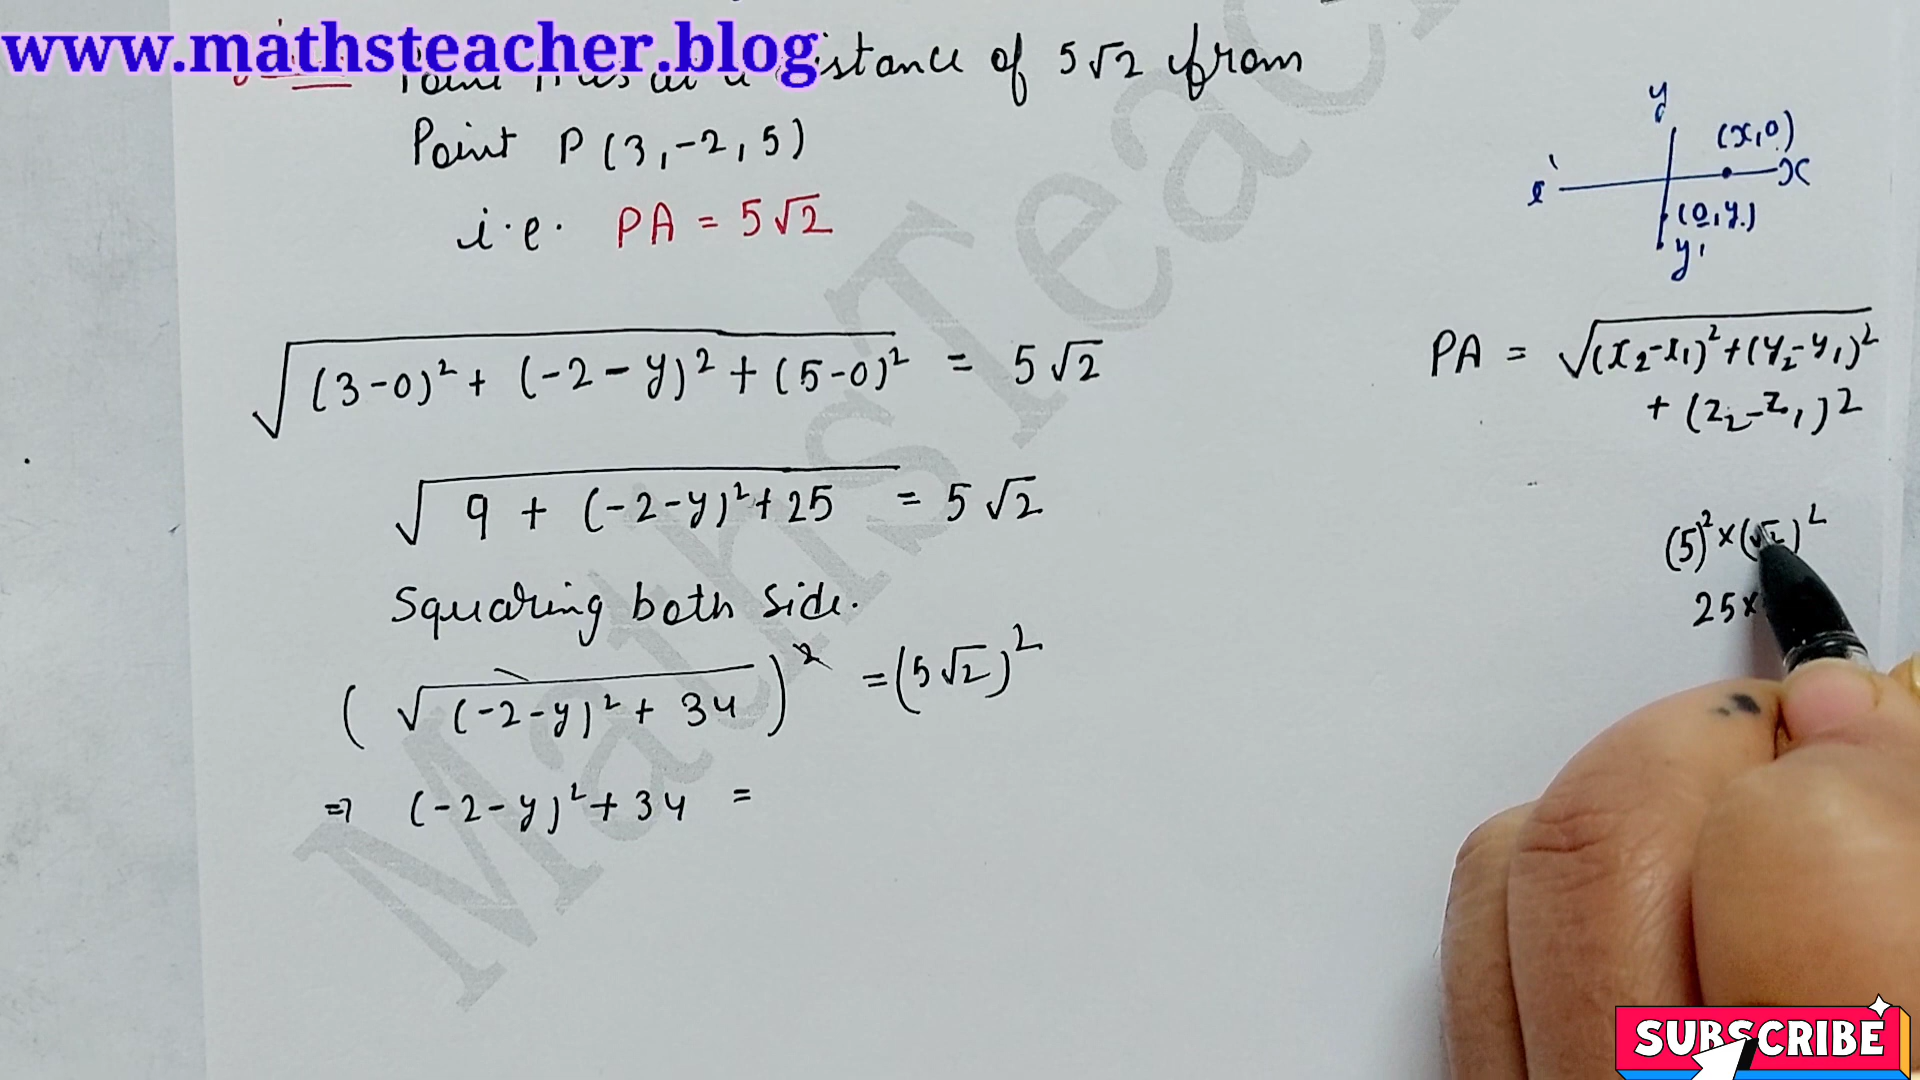 www.mathsteacher.blog
distance of 5√2 from
Point P (3, -2, 5)
i.e. PA = 5√2
√(3-0)² + (-2-y)² + (5-0)² = 5√2
√9 + (-2-y)² + 25 = 5√2
Squaring both side.
(√(-2-y)² + 34)² = (5√2)²
⇒ (-2-y)² + 34 =
y
(x,0)
x
(0,y)
y'
PA = √(x₂-x₁)² + (y₂-y₁)²
+ (z₂-z₁)²
(5)² × (√2)²
25 ×
MathsTeac
SUBSCRIBE